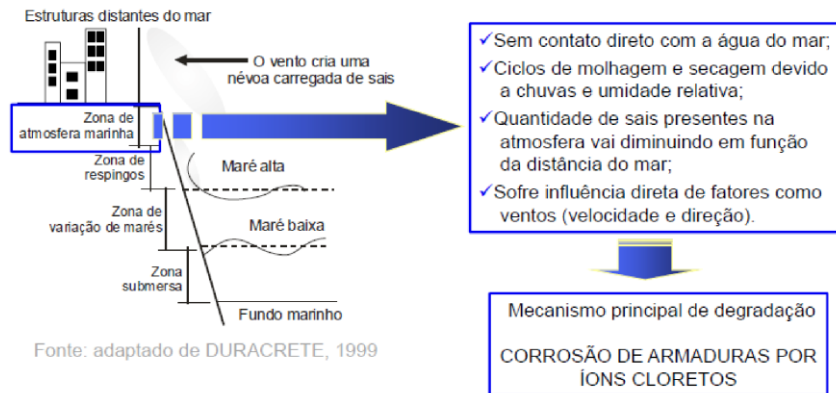 Estruturas distantes do mar
O vento cria uma
névoa carregada de sais
Zona de
atmosfera marinha
Zona de
respingos
Maré alta
Zona de
variação de marés
Maré baixa
Zona
submersa
Fundo marinho
Fonte: adaptado de DURACRETE, 1999
✓Sem contato direto com a água do mar;
✓Ciclos de molhagem e secagem devido
a chuvas e umidade relativa;
✓Quantidade de sais presentes na
atmosfera vai diminuindo em função
da distância do mar;
✓Sofre influência direta de fatores como
ventos (velocidade e direção).
Mecanismo principal de degradação
CORROSÃO DE ARMADURAS POR
ÍONS CLORETOS